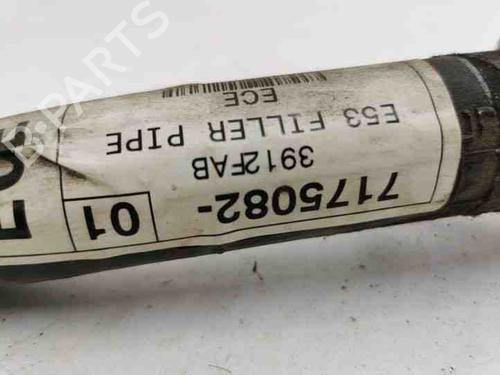 7175082-
01
3912FAB
E53 FILLER PIPE
ECE
B-PARTS